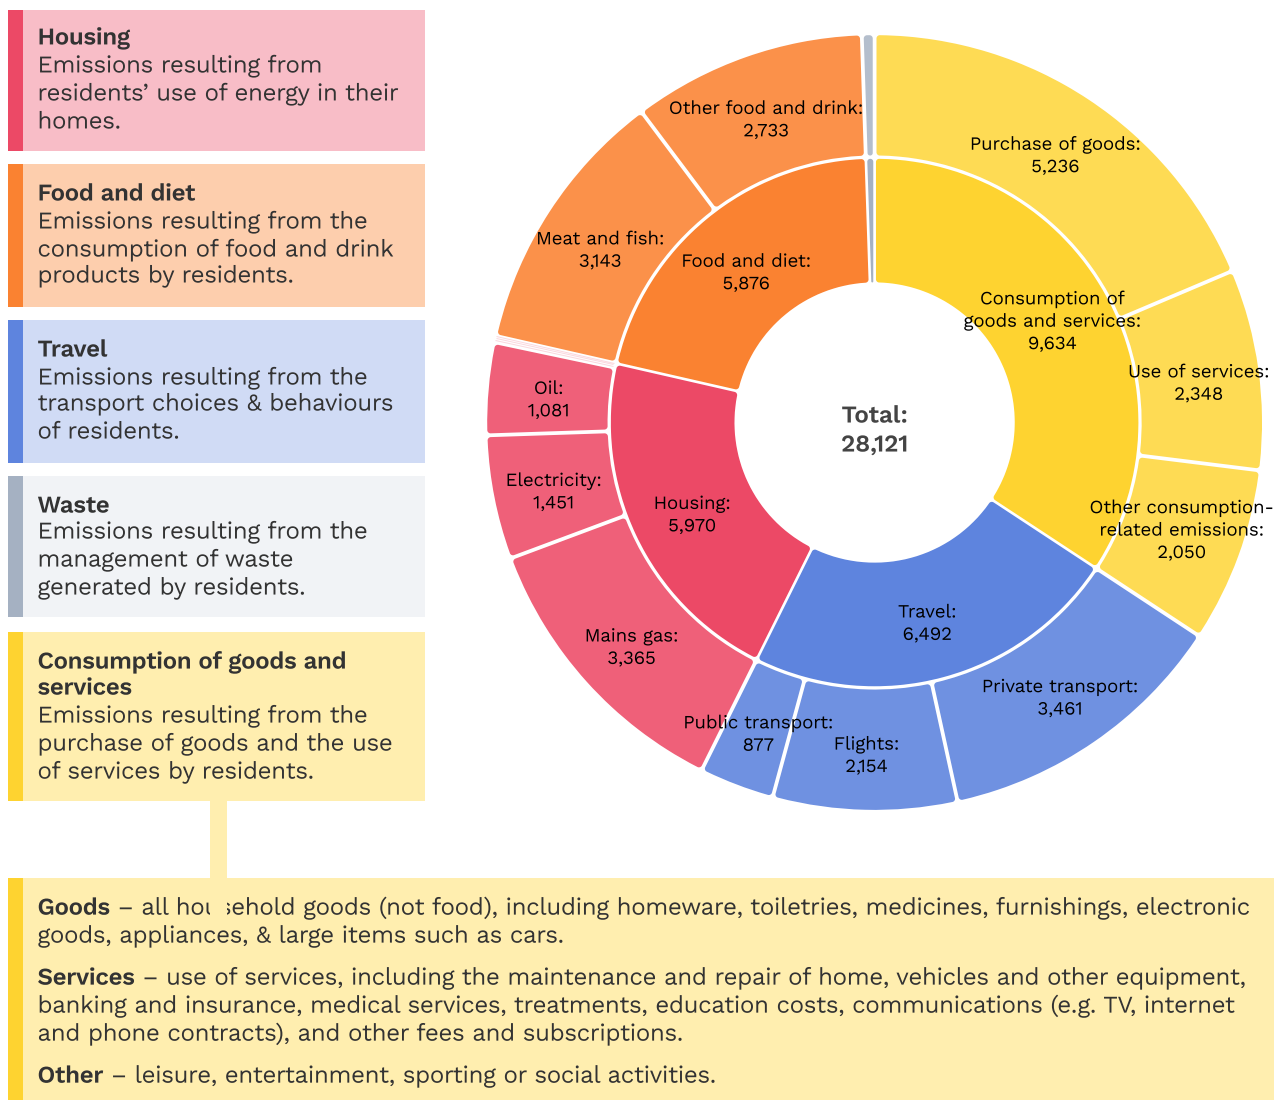 Housing
Emissions resulting from
residents’ use of energy in their
homes.
Food and diet
Emissions resulting from the
consumption of food and drink
products by residents.
Travel
Emissions resulting from the
transport choices & behaviours
of residents.
Waste
Emissions resulting from the
management of waste
generated by residents.
Consumption of goods and
services
Emissions resulting from the
purchase of goods and the use
of services by residents.
Other food and drink:
2,733
Purchase of goods:
5,236
Meat and fish:
3,143
Food and diet:
5,876
Consumption of
goods and services:
9,634
Use of services:
2,348
Oil:
1,081
Total:
28,121
Electricity:
1,451
Housing:
5,970
Other consumption-
related emissions:
2,050
Travel:
6,492
Mains gas:
3,365
Private transport:
3,461
Public transport:
877
Flights:
2,154
Goods – all household goods (not food), including homeware, toiletries, medicines, furnishings, electronic
goods, appliances, & large items such as cars.
Services – use of services, including the maintenance and repair of home, vehicles and other equipment,
banking and insurance, medical services, treatments, education costs, communications (e.g. TV, internet
and phone contracts), and other fees and subscriptions.
Other – leisure, entertainment, sporting or social activities.